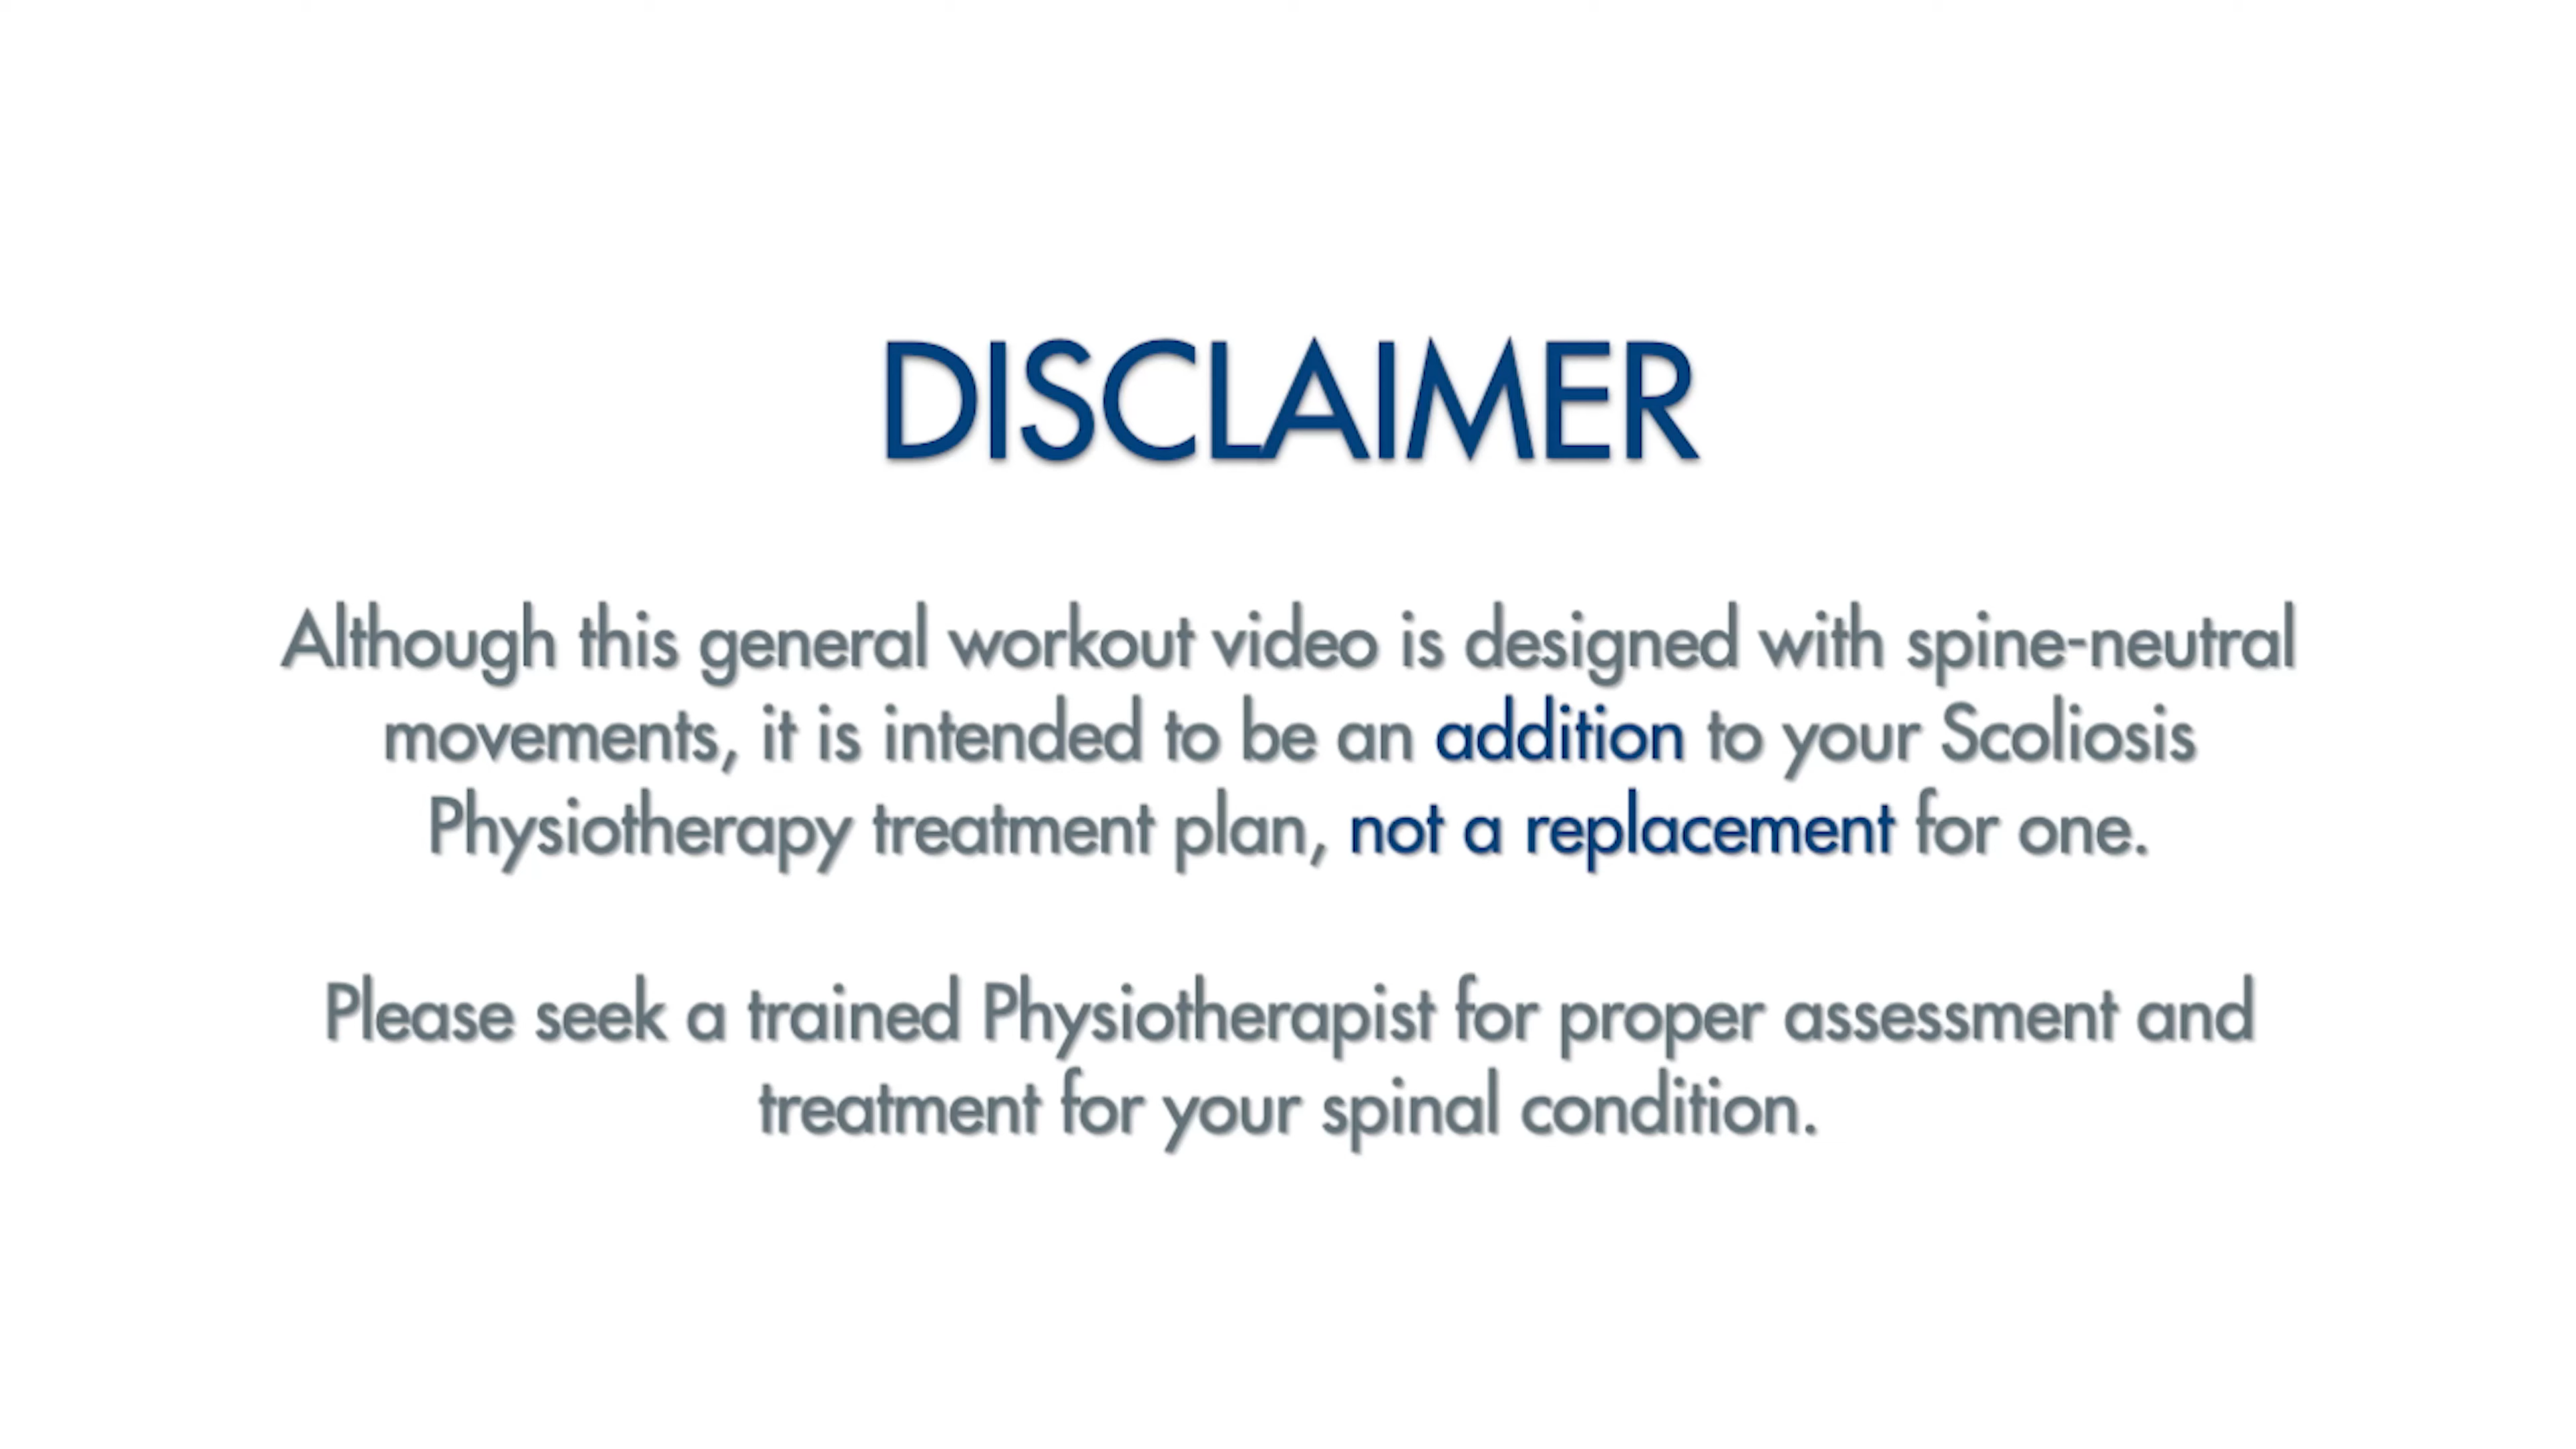 DISCLAIMER
Although this general workout video is designed with spine-neutral
movements, it is intended to be an addition to your Scoliosis
Physiotherapy treatment plan, not a replacement for one.
Please seek a trained Physiotherapist for proper assessment and
treatment for your spinal condition.